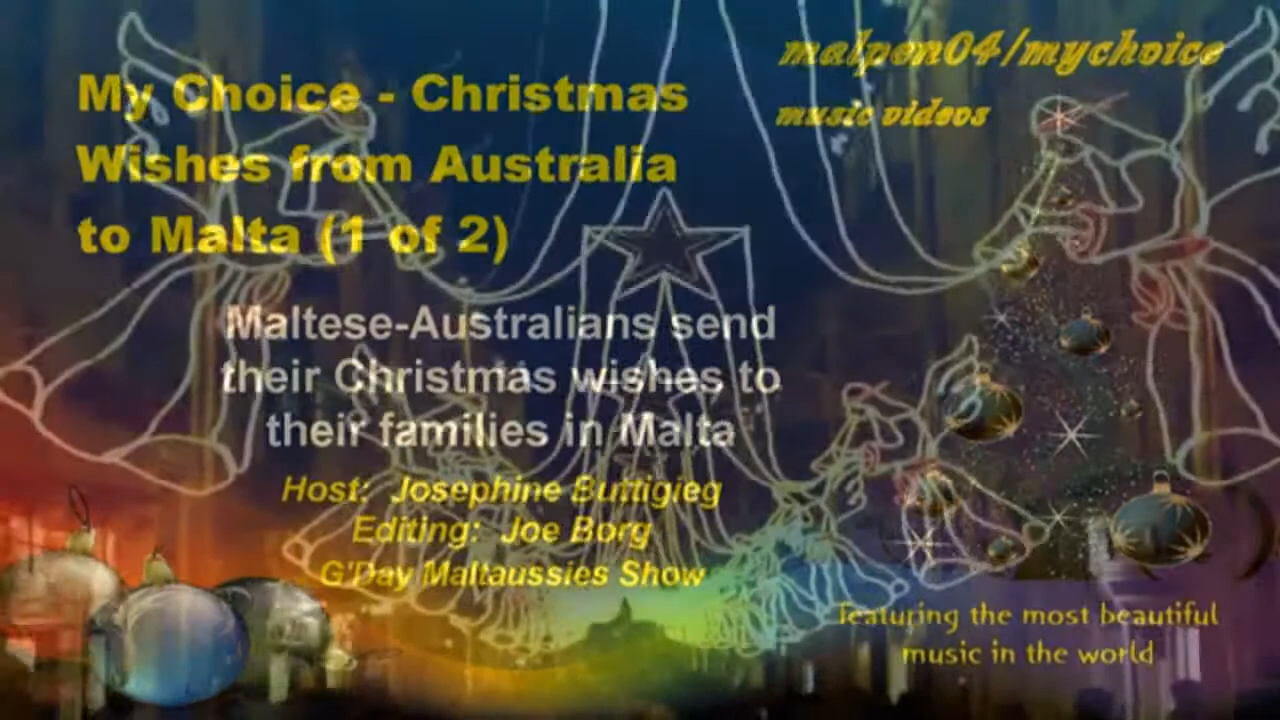 malpen04/mychoice
music videos
My Choice - Christmas
Wishes from Australia
to Malta (1 of 2)
Maltese-Australians send
their Christmas wishes to
their families in Malta
Host: Josephine Buttigieg
Editing: Joe Borg
G'Day Maltaussies Show
featuring the most beautiful
music in the world